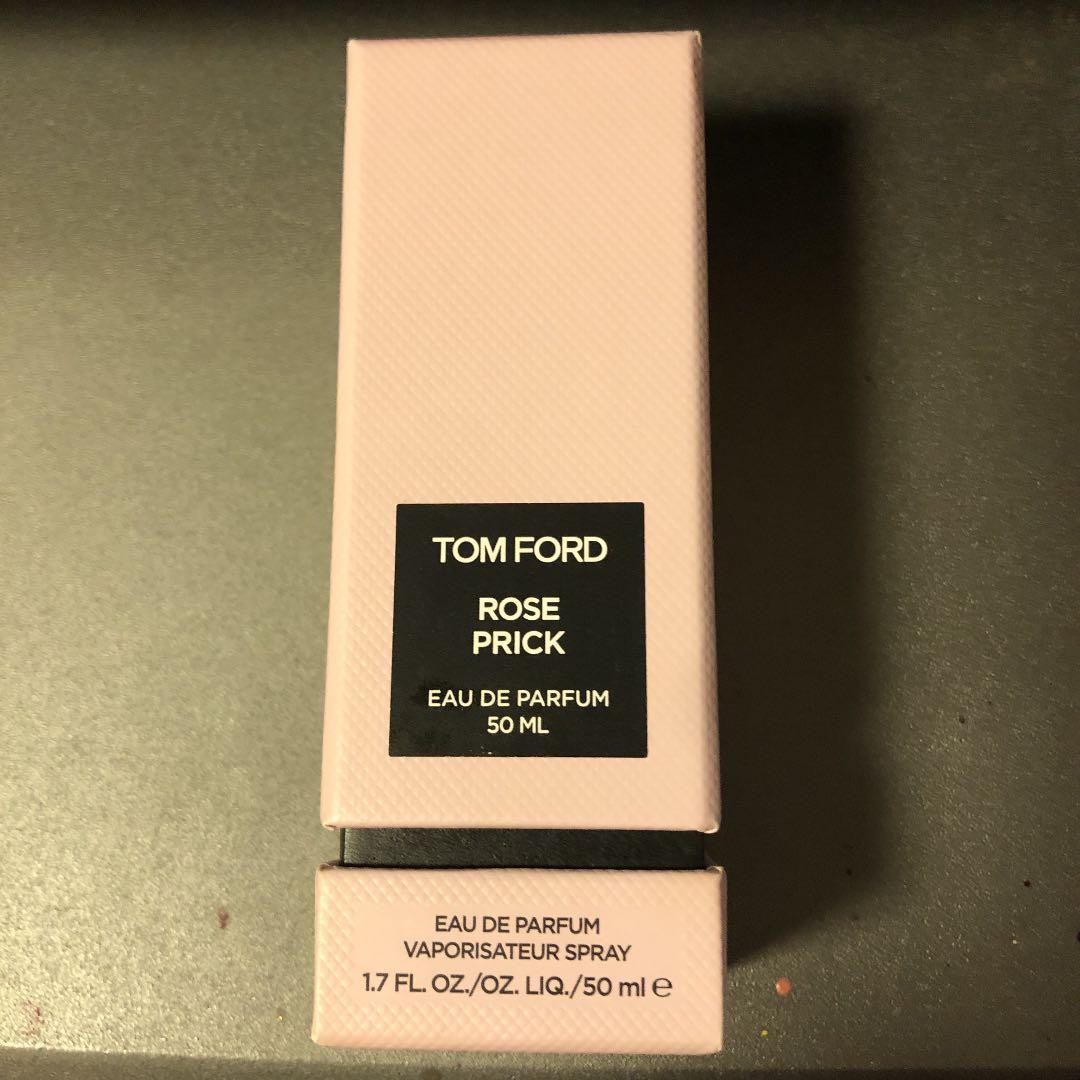 TOM FORD
ROSE
PRICK
EAU DE PARFUM
50 ML
EAU DE PARFUM
VAPORISATEUR SPRAY
1.7 FL. OZ./OZ. LIQ./50 ml ℮